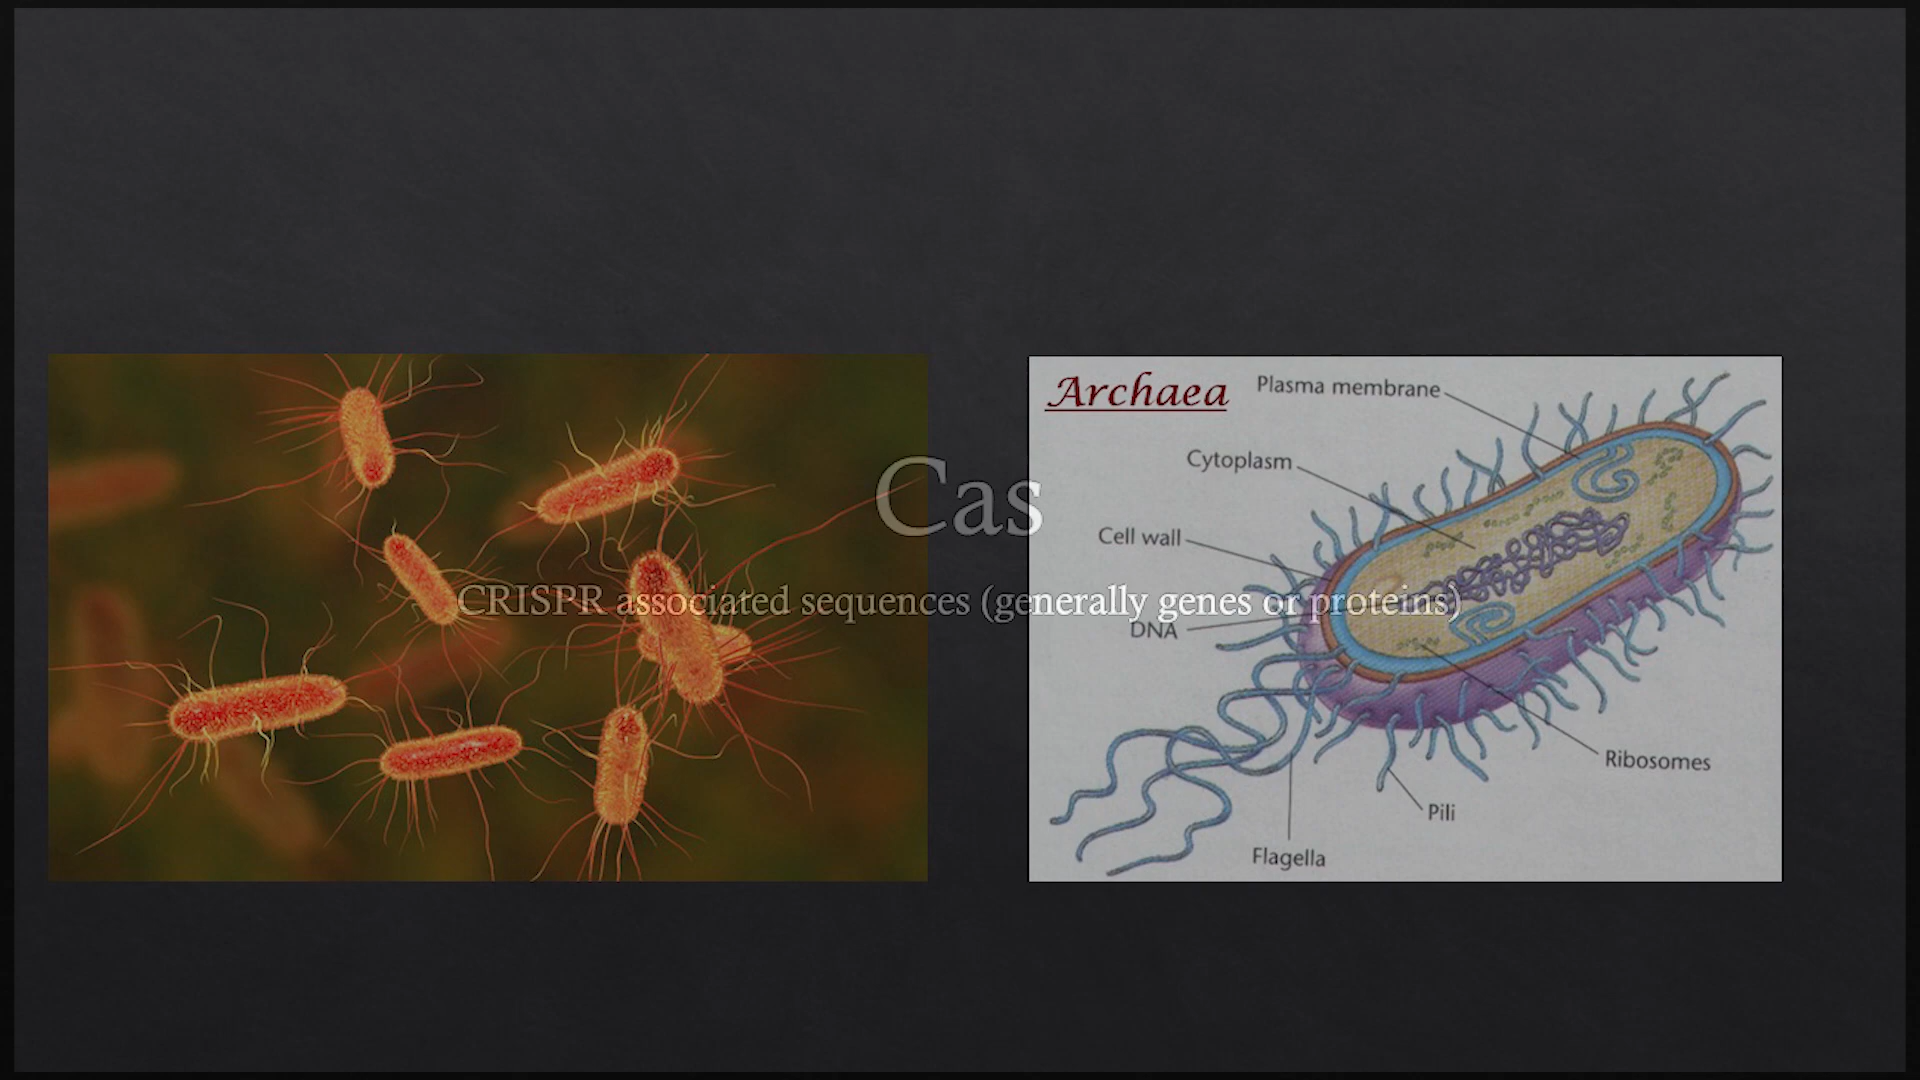 Archaea
Plasma membrane
Cytoplasm
Cas
Cell wall
CRISPR associated sequences (generally genes or proteins)
DNA
Ribosomes
Pili
Flagella